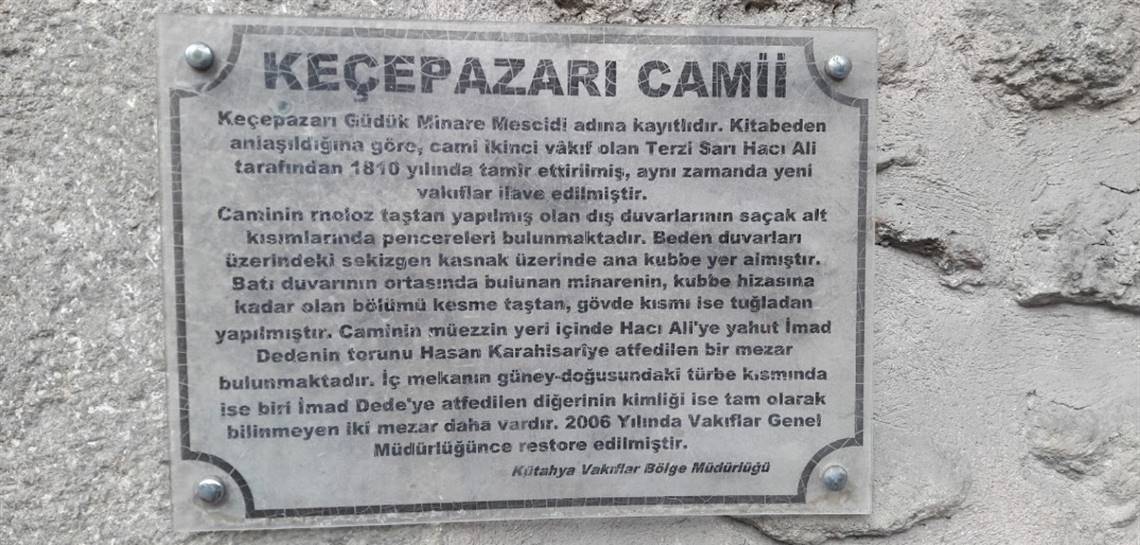 KEÇEPAZARI CAMİİ
Keçepazarı Güdük Minare Mescidi adına kayıtlıdır. Kitabeden
anlaşıldığına göre, cami ikinci vâkıf olan Terzi Sarı Hacı Ali
tarafından 1810 yılında tamir ettirilmiş, aynı zamanda yeni
vakıflar ilave edilmiştir.
Caminin moloz taştan yapılmış olan dış duvarlarının saçak alt
kısımlarında pencereleri bulunmaktadır. Beden duvarları
üzerindeki sekizgen kasnak üzerinde ana kubbe yer almıştır.
Batı duvarının ortasında bulunan minarenin, kubbe hizasına
kadar olan bölümü kesme taştan, gövde kısmı ise tuğladan
yapılmıştır. Caminin müezzin yeri içinde Hacı Ali'ye yahut İmad
Dedenin torunu Hasan Karahisarîye atfedilen bir mezar
bulunmaktadır. İç mekanın güney-doğusundaki türbe kısmında
ise biri İmad Dede'ye atfedilen diğerinin kimliği ise tam olarak
bilinmeyen iki mezar daha vardır. 2006 Yılında Vakıflar Genel
Müdürlüğünce restore edilmiştir.
Kütahya Vakıflar Bölge Müdürlüğü